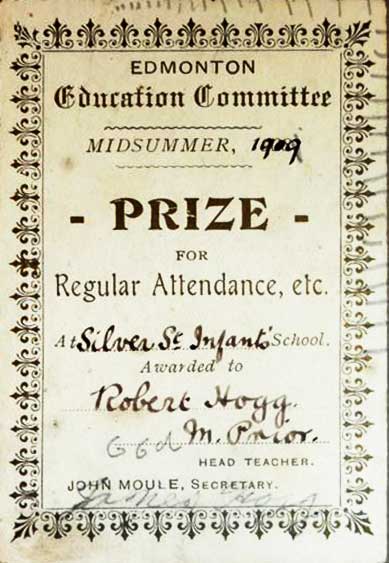 EDMONTON
Education Committee
MIDSUMMER, 1909
- PRIZE -
FOR
Regular Attendance, etc.
At Silver St Infants' School.
Awarded to
Robert Hogg.
M. Prior.
HEAD TEACHER.
JOHN MOULE, SECRETARY.